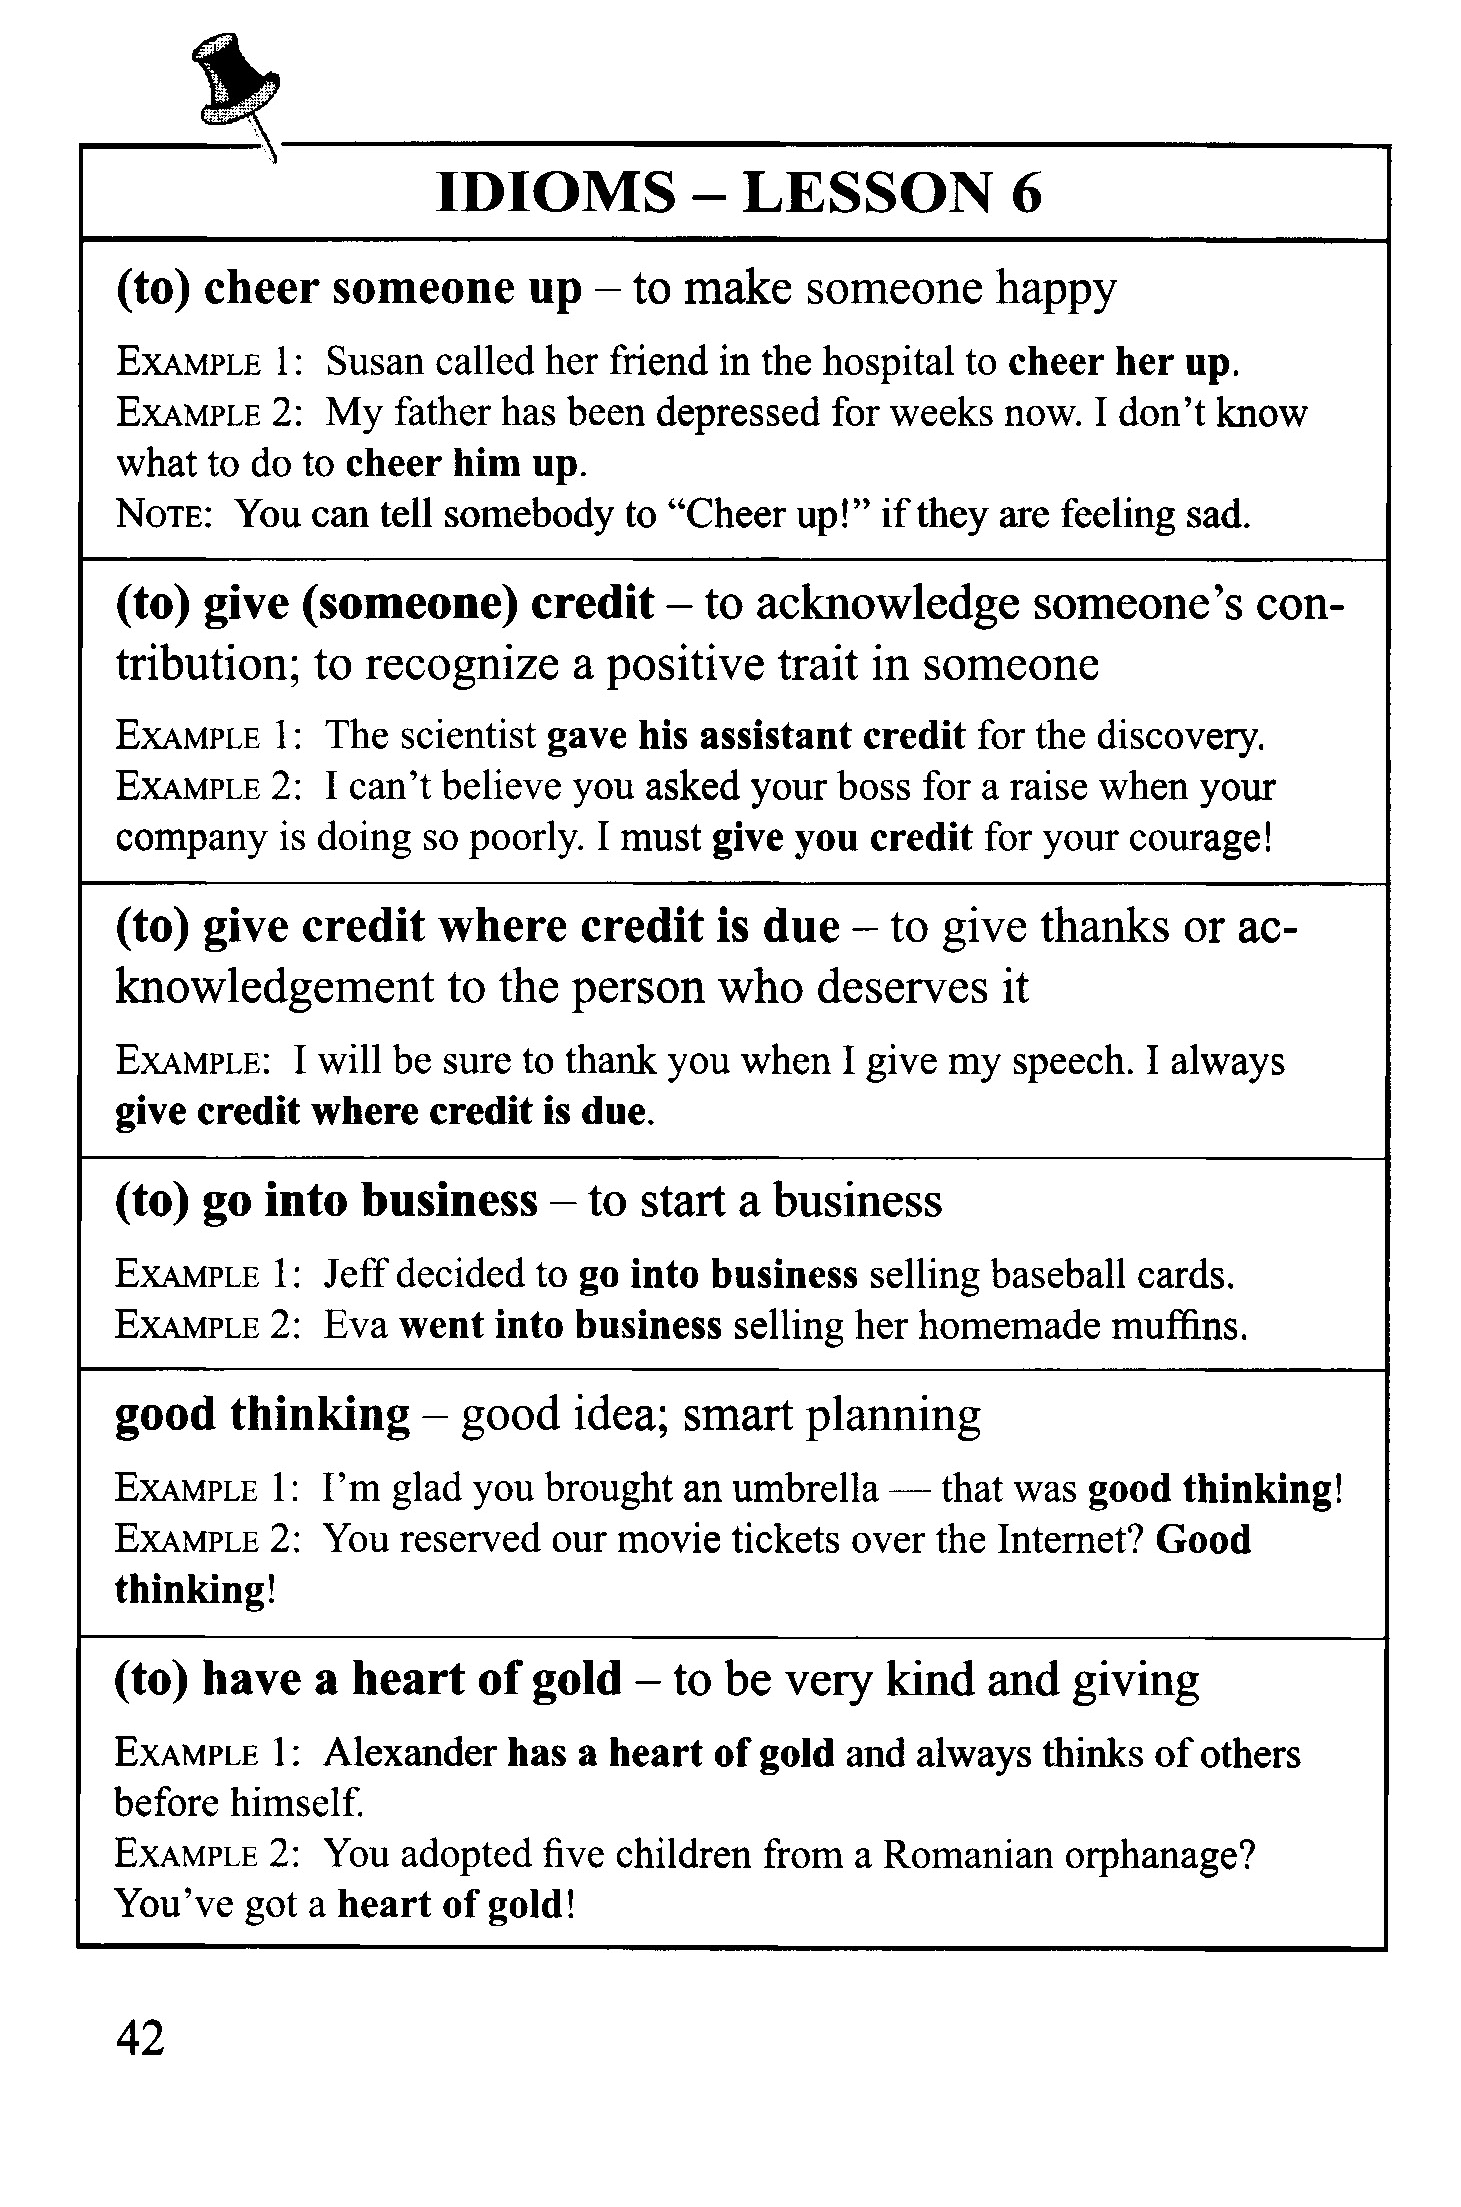 IDIOMS – LESSON 6
(to) cheer someone up – to make someone happy
EXAMPLE 1: Susan called her friend in the hospital to cheer her up.
EXAMPLE 2: My father has been depressed for weeks now. I don't know
what to do to cheer him up.
NOTE: You can tell somebody to “Cheer up!” if they are feeling sad.
(to) give (someone) credit – to acknowledge someone's con-
tribution; to recognize a positive trait in someone
EXAMPLE 1: The scientist gave his assistant credit for the discovery.
EXAMPLE 2: I can't believe you asked your boss for a raise when your
company is doing so poorly. I must give you credit for your courage!
(to) give credit where credit is due – to give thanks or ac-
knowledgement to the person who deserves it
EXAMPLE: I will be sure to thank you when I give my speech. I always
give credit where credit is due.
(to) go into business – to start a business
EXAMPLE 1: Jeff decided to go into business selling baseball cards.
EXAMPLE 2: Eva went into business selling her homemade muffins.
good thinking – good idea; smart planning
EXAMPLE 1: I'm glad you brought an umbrella — that was good thinking!
EXAMPLE 2: You reserved our movie tickets over the Internet? Good
thinking!
(to) have a heart of gold – to be very kind and giving
EXAMPLE 1: Alexander has a heart of gold and always thinks of others
before himself.
EXAMPLE 2: You adopted five children from a Romanian orphanage?
You've got a heart of gold!
42